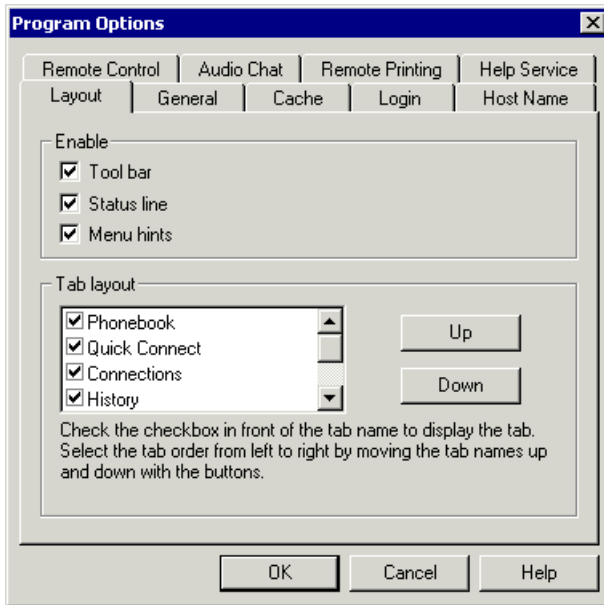 Program Options
Remote Control Audio Chat Remote Printing Help Service
Layout General Cache Login Host Name
Enable
Tool bar
Status line
Menu hints
Tab layout
Phonebook
Quick Connect
Connections
History
Up
Down
Check the checkbox in front of the tab name to display the tab.
Select the tab order from left to right by moving the tab names up
and down with the buttons.
OK Cancel Help